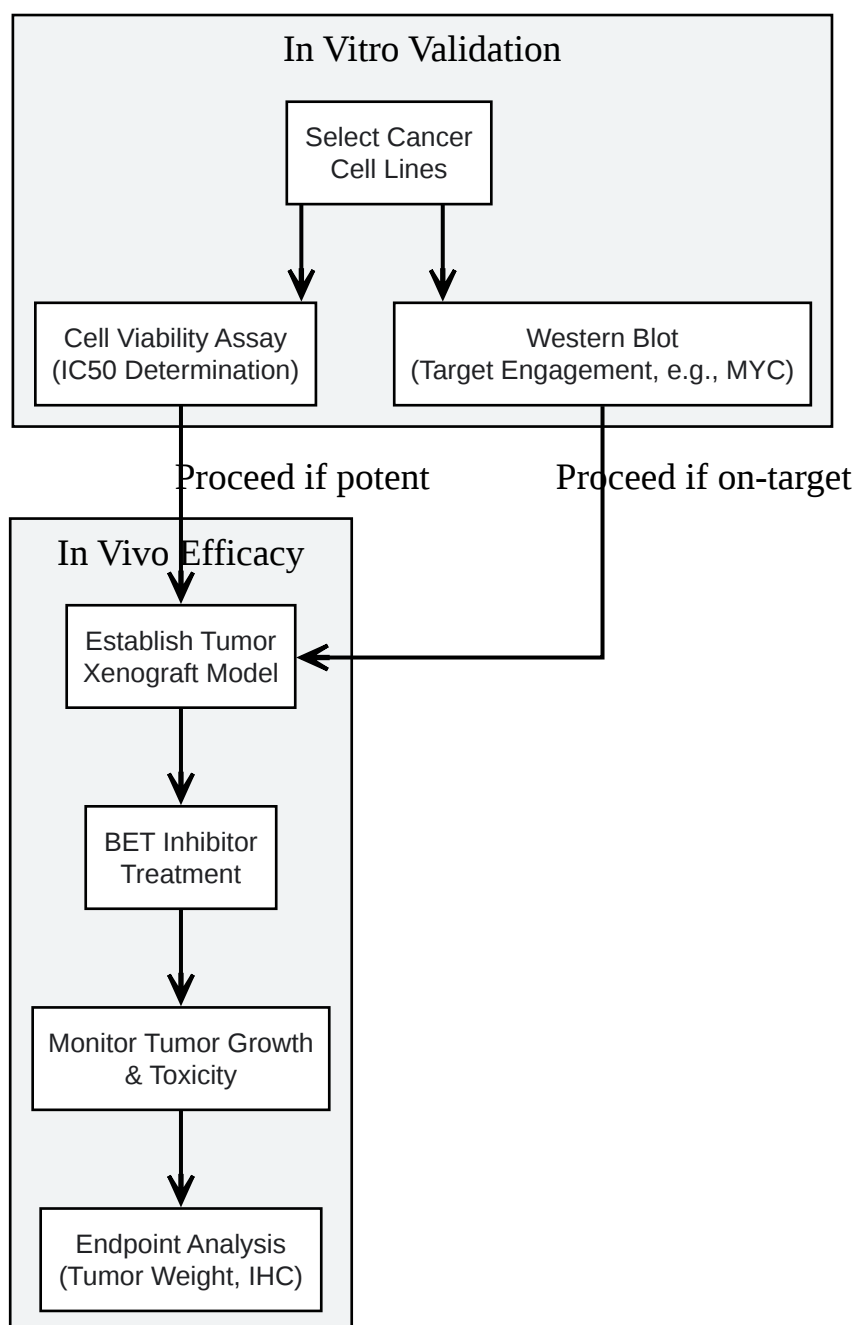 In Vitro Validation
Select Cancer
Cell Lines
Cell Viability Assay
(IC50 Determination)
Western Blot
(Target Engagement, e.g., MYC)
Proceed if potent
Proceed if on-target
In Vivo Efficacy
Establish Tumor
Xenograft Model
BET Inhibitor
Treatment
Monitor Tumor Growth
& Toxicity
Endpoint Analysis
(Tumor Weight, IHC)